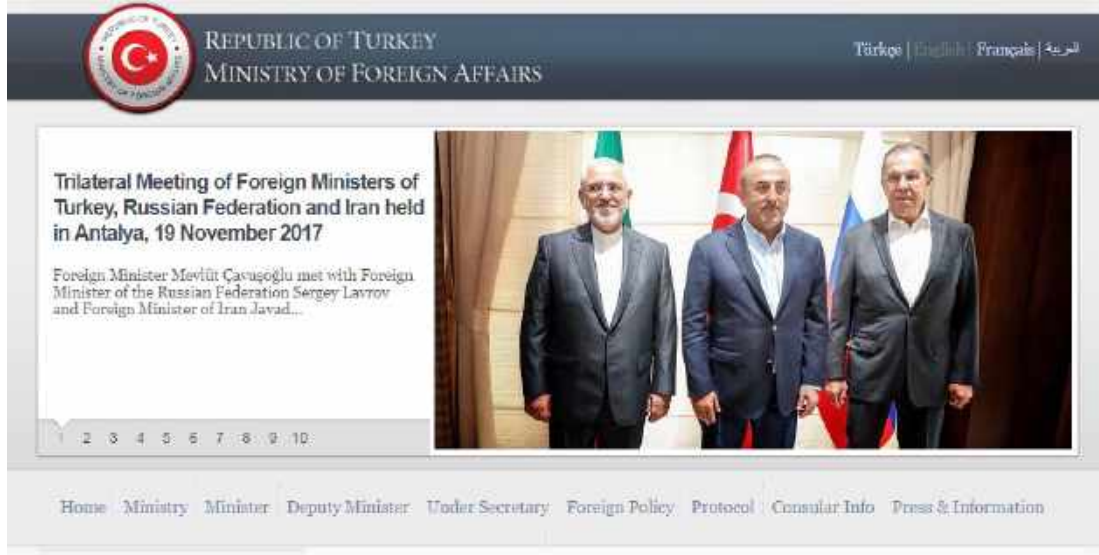 REPUBLIC OF TURKEY
MINISTRY OF FOREIGN AFFAIRS
Türkçe | English | Français | العربية
Trilateral Meeting of Foreign Ministers of
Turkey, Russian Federation and Iran held
in Antalya, 19 November 2017
Foreign Minister Mevlüt Çavuşoğlu met with Foreign
Minister of the Russian Federation Sergey Lavrov
and Foreign Minister of Iran Javad...
1 2 3 4 5 6 7 8 9 10
Home Ministry Minister Deputy Minister Under Secretary Foreign Policy Protocol Consular Info Press & Information